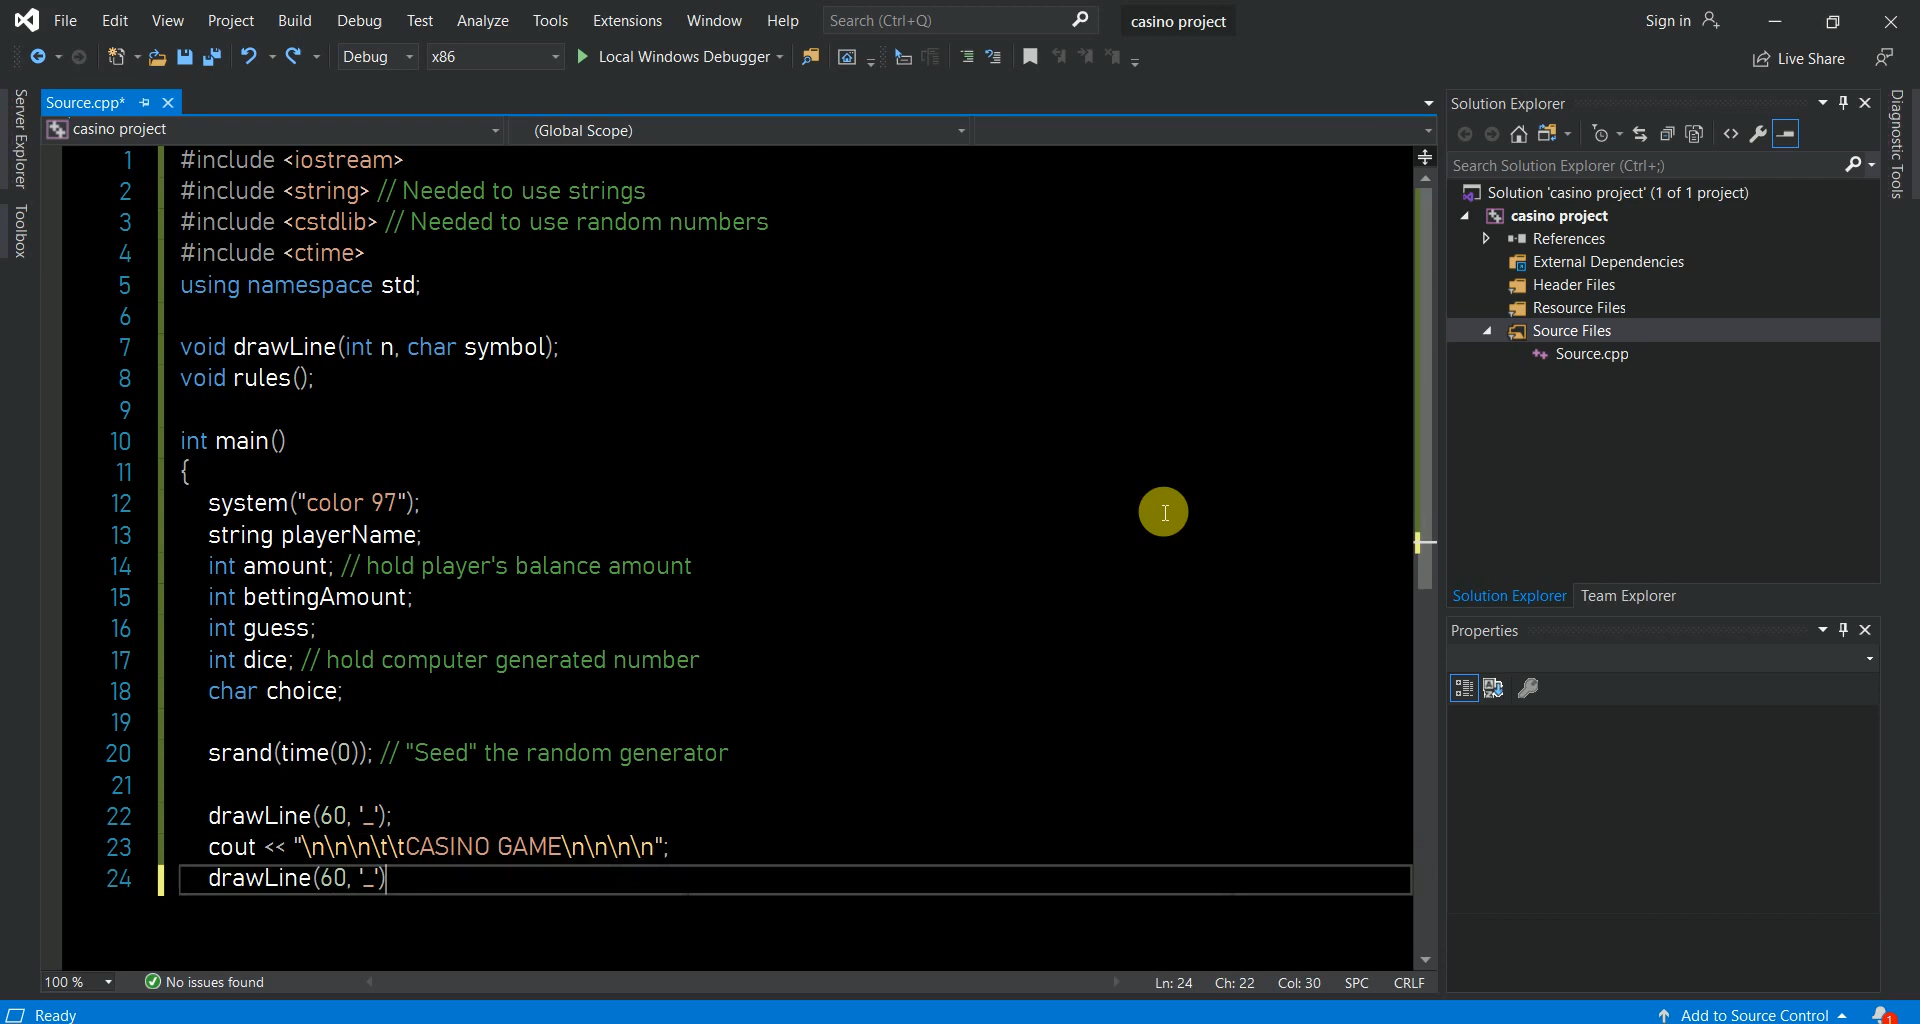 File Edit View Project Build Debug Test Analyze Tools Extensions Window Help Search (Ctrl+Q) casino project Sign in
Debug x86 Local Windows Debugger Live Share
Server Explorer
Toolbox
Source.cpp*
casino project (Global Scope)
1 #include <iostream>
2 #include <string> // Needed to use strings
3 #include <cstdlib> // Needed to use random numbers
4 #include <ctime>
5 using namespace std;
6
7 void drawLine(int n, char symbol);
8 void rules();
9
10 int main()
11 {
12 system("color 97");
13 string playerName;
14 int amount; // hold player's balance amount
15 int bettingAmount;
16 int guess;
17 int dice; // hold computer generated number
18 char choice;
19
20 srand(time(0)); // "Seed" the random generator
21
22 drawLine(60, '_');
23 cout << "\n\n\n\t\tCASINO GAME\n\n\n\n";
24 drawLine(60, '_')
100 % No issues found Ln: 24 Ch: 22 Col: 30 SPC CRLF
Solution Explorer
Search Solution Explorer (Ctrl+;)
Solution 'casino project' (1 of 1 project)
casino project
References
External Dependencies
Header Files
Resource Files
Source Files
Source.cpp
Solution Explorer Team Explorer
Properties
Diagnostic Tools
Ready Add to Source Control 1